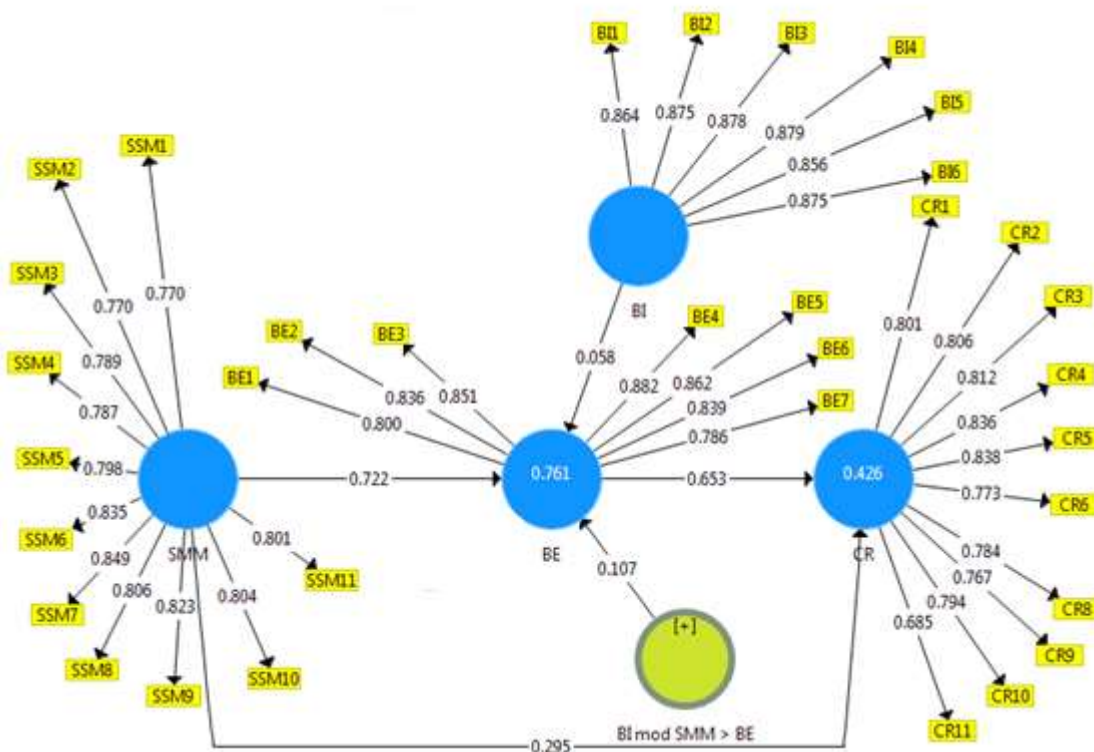 BI1
BI2
BI3
BI4
BI5
BI6
0.864
0.875
0.878
0.879
0.856
0.875
BI
SSM1
SSM2
SSM3
SSM4
SSM5
SSM6
SSM7
SSM8
SSM9
SSM10
SSM11
0.770
0.770
0.789
0.787
0.798
0.835
0.849
0.806
0.823
0.804
0.801
SMM
BE1
BE2
BE3
BE4
BE5
BE6
BE7
0.800
0.836
0.851
0.882
0.862
0.839
0.786
0.058
0.722
0.761
BE
0.653
0.107
CR1
CR2
CR3
CR4
CR5
CR6
CR8
CR9
CR10
CR11
0.801
0.806
0.812
0.836
0.838
0.773
0.784
0.767
0.794
0.685
0.426
CR
[+]
BI mod SMM > BE
0.295